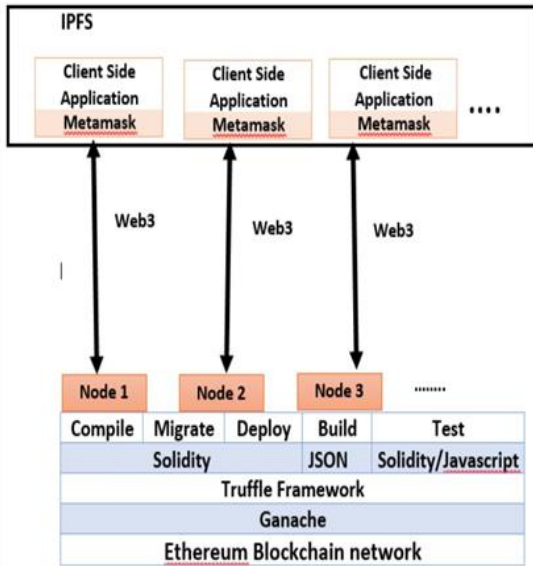 IPFS
Client Side Client Side Client Side
Application Application Application
Metamask Metamask Metamask ....
Web3 Web3 Web3
Node 1 Node 2 Node 3 ........
Compile Migrate Deploy Build Test
Solidity JSON Solidity/Javascript
Truffle Framework
Ganache
Ethereum Blockchain network